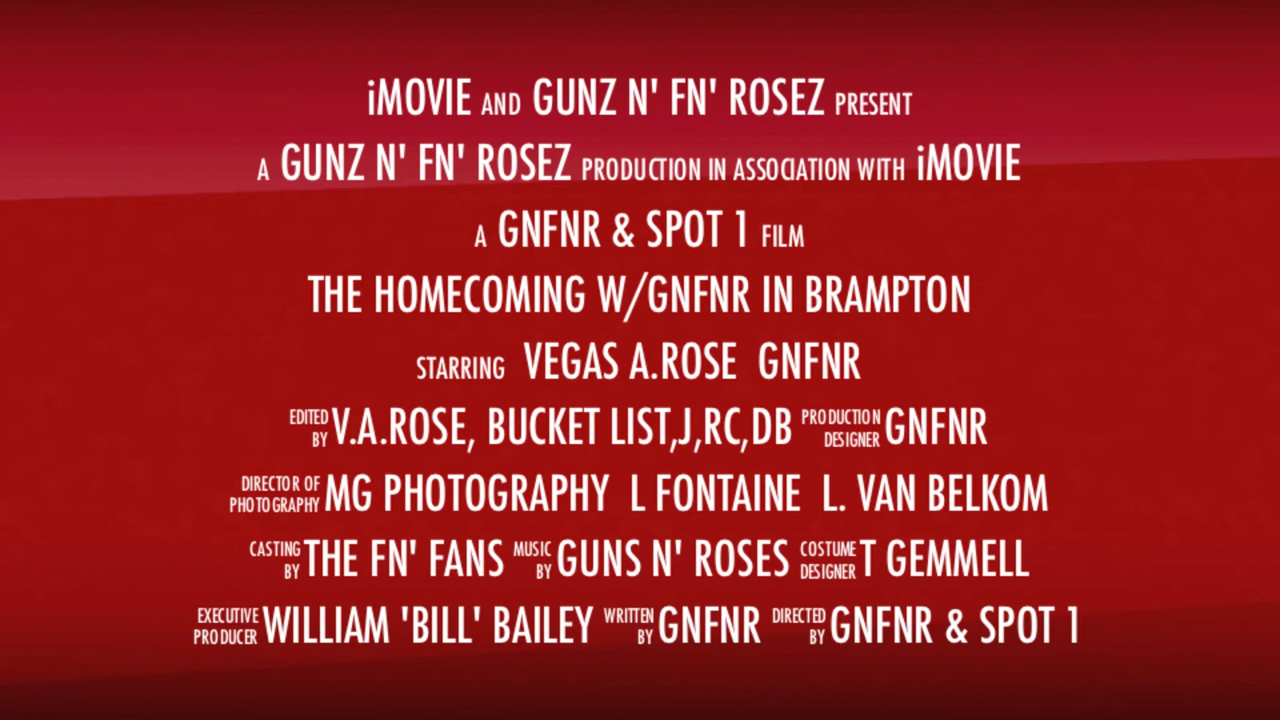 iMOVIE AND GUNZ N' FN' ROSEZ PRESENT
A GUNZ N' FN' ROSEZ PRODUCTION IN ASSOCIATION WITH iMOVIE
A GNFNR & SPOT 1 FILM
THE HOMECOMING W/GNFNR IN BRAMPTON
STARRING VEGAS A.ROSE GNFNR
EDITED BY V.A.ROSE, BUCKET LIST,J,RC,DB PRODUCTION DESIGNER GNFNR
DIRECTOR OF PHOTOGRAPHY MG PHOTOGRAPHY L FONTAINE L. VAN BELKOM
CASTING BY THE FN' FANS MUSIC BY GUNS N' ROSES COSTUME DESIGNER T GEMMELL
EXECUTIVE PRODUCER WILLIAM 'BILL' BAILEY WRITTEN BY GNFNR DIRECTED BY GNFNR & SPOT 1